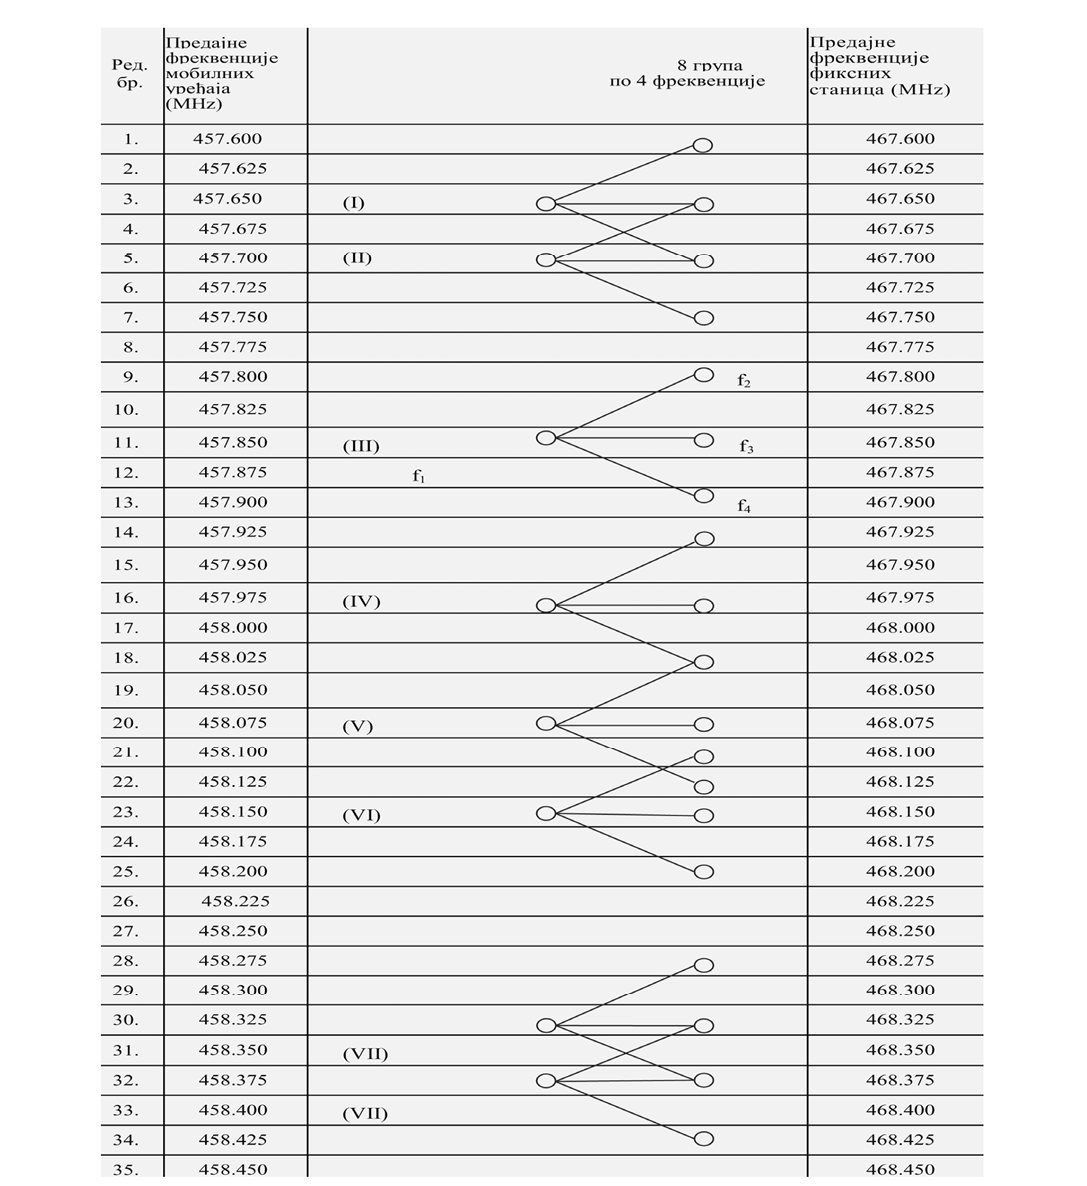 Ред. бр.
Предајне фреквенције мобилних уређаја (MHz)
8 група
по 4 фреквенције
Предајне фреквенције фиксних станица (MHz)
1. 457.600 467.600
2. 457.625 467.625
3. 457.650 (I) 467.650
4. 457.675 467.675
5. 457.700 (II) 467.700
6. 457.725 467.725
7. 457.750 467.750
8. 457.775 467.775
9. 457.800 f₂ 467.800
10. 457.825 467.825
11. 457.850 (III) f₃ 467.850
12. 457.875 f₁ 467.875
13. 457.900 f₄ 467.900
14. 457.925 467.925
15. 457.950 467.950
16. 457.975 (IV) 467.975
17. 458.000 468.000
18. 458.025 468.025
19. 458.050 468.050
20. 458.075 (V) 468.075
21. 458.100 468.100
22. 458.125 468.125
23. 458.150 (VI) 468.150
24. 458.175 468.175
25. 458.200 468.200
26. 458.225 468.225
27. 458.250 468.250
28. 458.275 468.275
29. 458.300 468.300
30. 458.325 468.325
31. 458.350 (VII) 468.350
32. 458.375 468.375
33. 458.400 (VII) 468.400
34. 458.425 468.425
35. 458.450 468.450